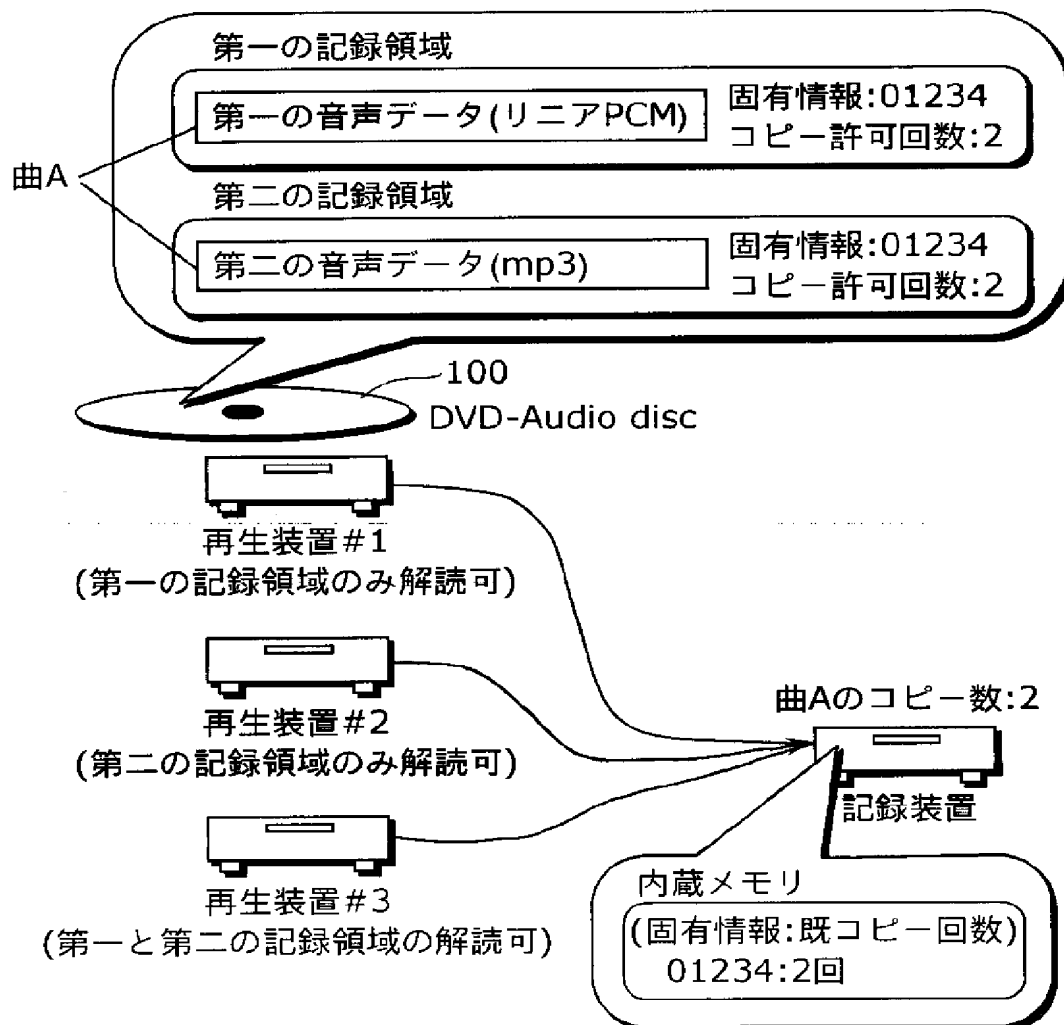 第一の記録領域
第一の音声データ(リニアPCM)
固有情報:01234
コピー許可回数:2
曲A
第二の記録領域
第二の音声データ(mp3)
固有情報:01234
コピー許可回数:2
100
DVD-Audio disc
再生装置#1
(第一の記録領域のみ解読可)
再生装置#2
(第二の記録領域のみ解読可)
曲Aのコピー数:2
記録装置
再生装置#3
(第一と第二の記録領域の解読可)
内蔵メモリ
(固有情報:既コピー回数)
01234:2回